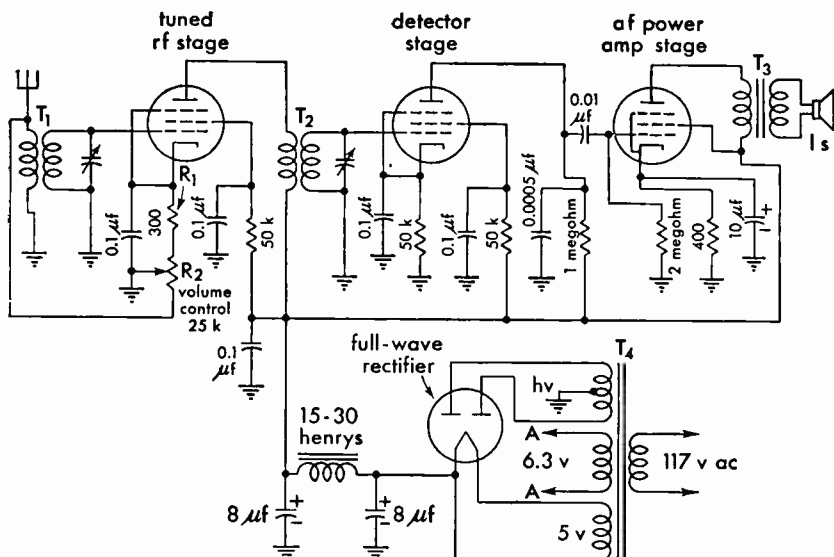 tuned
rf stage
detector
stage
af power
amp stage
T1
T2
T3
ls
0.01
μf
R1
300
0.1 μf
0.1 μf
50 k
R2
volume
control
25 k
0.1 μf
50 k
0.1 μf
50 k
0.0005 μf
1 megohm
2 megohm
400
10 μf
+
-
0.1
μf
full-wave
rectifier
T4
hv
15-30
henrys
A
6.3 v
A
117 v ac
8 μf
+
-
+
-
8 μf
5 v